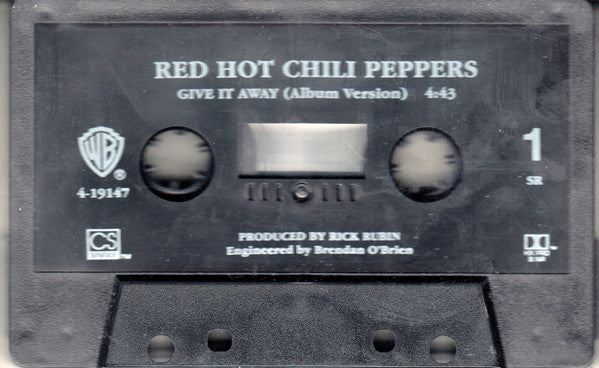 RED HOT CHILI PEPPERS
GIVE IT AWAY (Album Version) 4:43
WB
®
4-19147
1
SR
PRODUCED BY RICK RUBIN
Engineered by Brendan O'Brien
CS